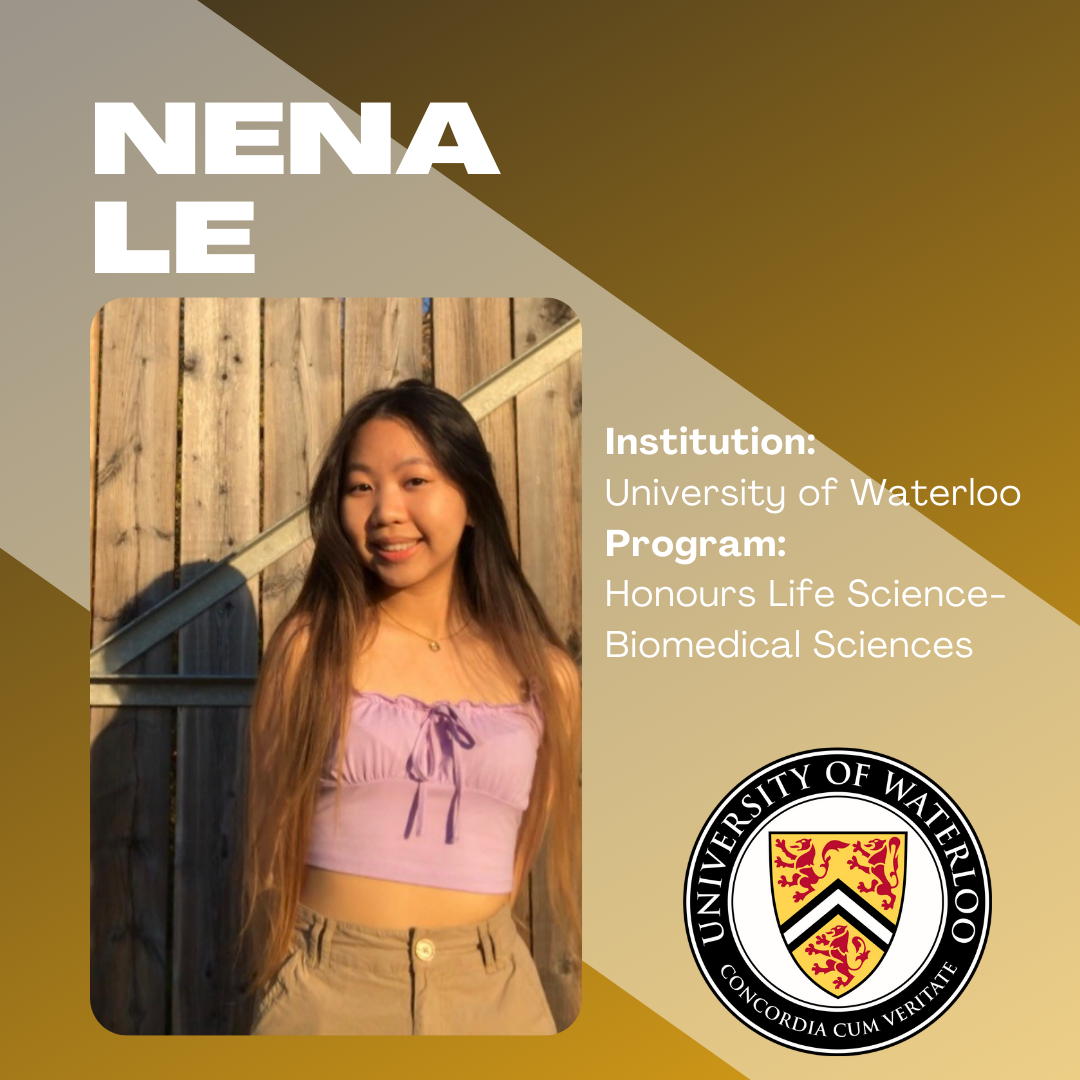 NENA
LE
Institution:
University of Waterloo
Program:
Honours Life Science-
Biomedical Sciences
UNIVERSITY OF WATERLOO
CONCORDIA CUM VERITATE